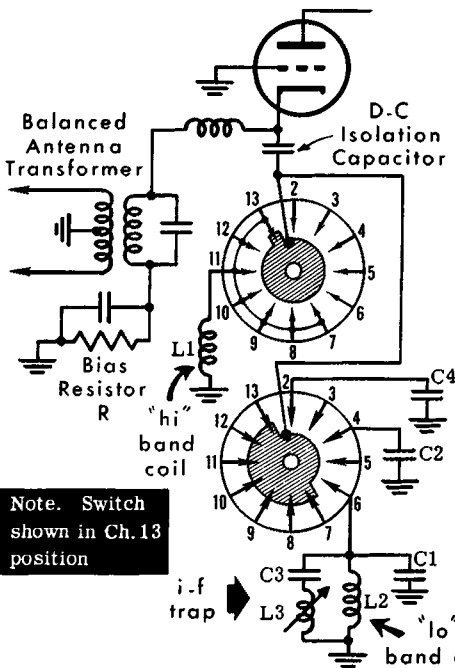 D-C
Isolation
Capacitor
Balanced
Antenna
Transformer
13
2
3
12
4
11
5
10
6
9
8
7
Bias
Resistor
R
L1
"hi"
band
coil
13
2
3
C4
12
4
11
5
C2
10
6
9
8
7
Note. Switch
shown in Ch. 13
position
i-f
trap
C3
C1
L3
L2
"lo"
band